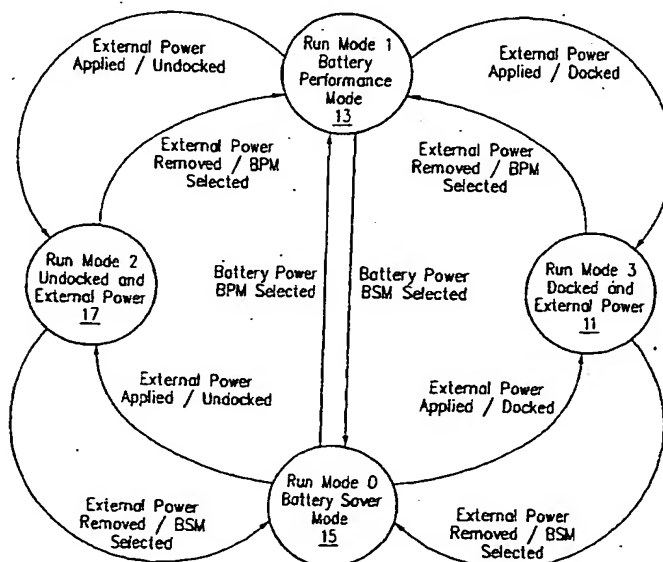 External Power
Applied / Undocked
Run Mode 1
Battery
Performance
Mode
13
External Power
Applied / Docked
External Power
Removed / BPM
Selected
External Power
Removed / BPM
Selected
Run Mode 2
Undocked and
External Power
17
Battery Power
BPM Selected
Battery Power
BSM Selected
Run Mode 3
Docked and
External Power
11
External Power
Applied / Undocked
External Power
Applied / Docked
Run Mode 0
Battery Saver
Mode
15
External Power
Removed / BSM
Selected
External Power
Removed / BSM
Selected